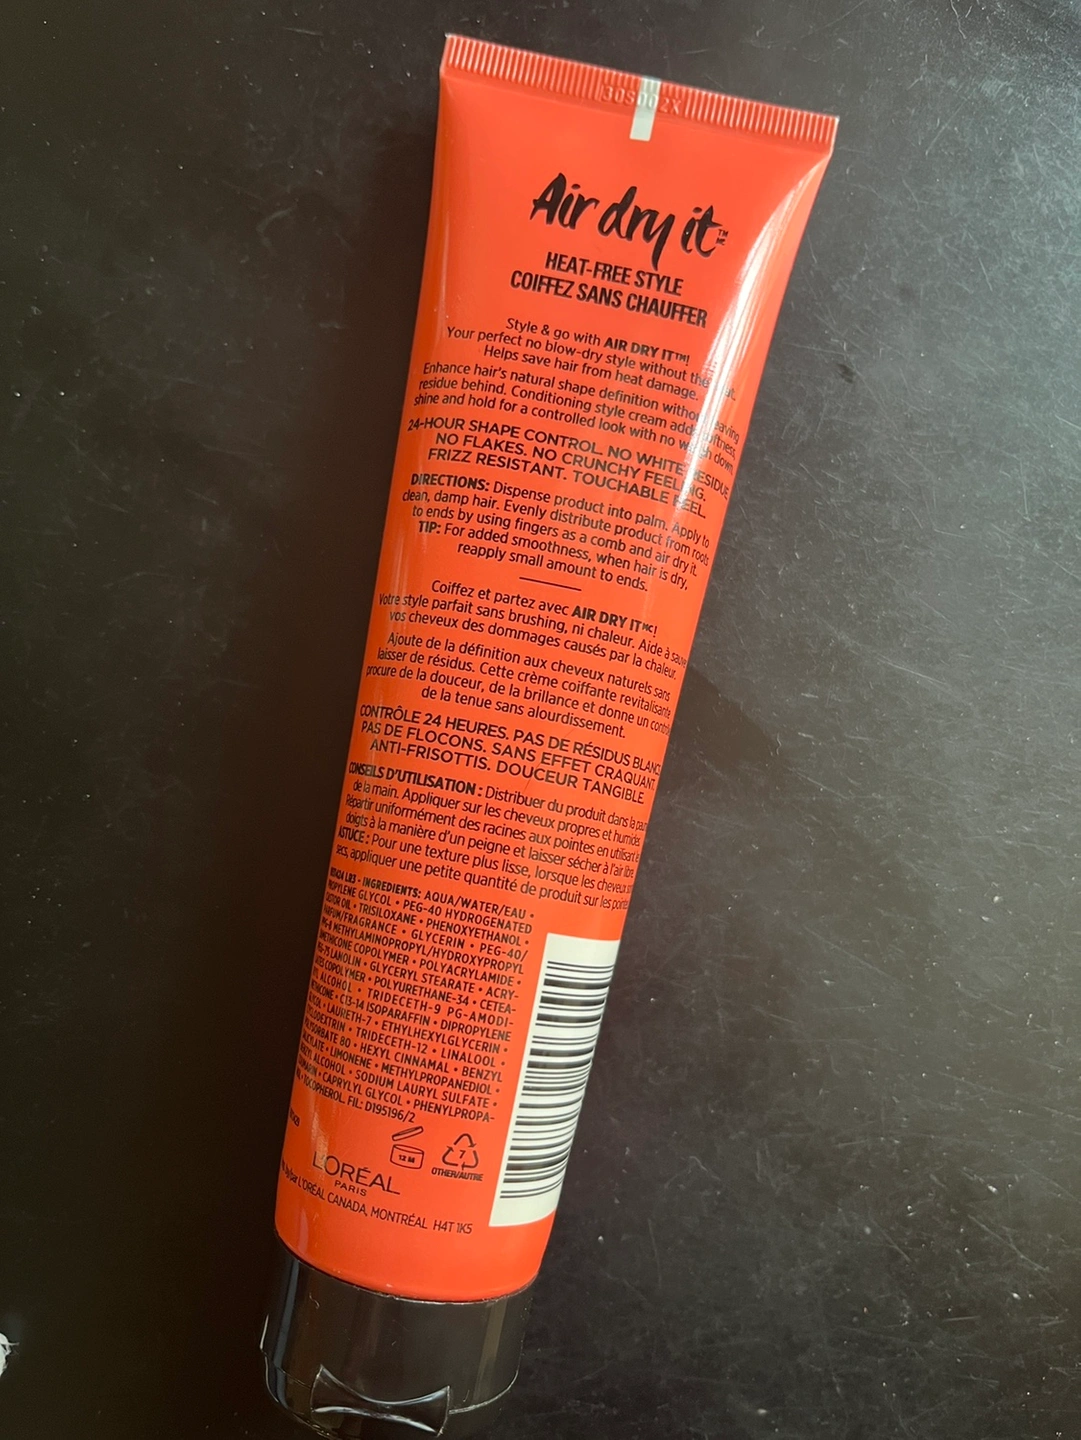 30S002X
Air dry it™
MC
HEAT-FREE STYLE
COIFFEZ SANS CHAUFFER
Style & go with AIR DRY IT™!
Your perfect no blow-dry style without the
Helps save hair from heat damage.
Enhance hair's natural shape definition without leaving
residue behind. Conditioning style cream adds softness,
shine and hold for a controlled look with no weigh down.
24-HOUR SHAPE CONTROL. NO WHITE RESIDUE.
NO FLAKES. NO CRUNCHY FEELING.
FRIZZ RESISTANT. TOUCHABLE FEEL.
DIRECTIONS: Dispense product into palm. Apply to
clean, damp hair. Evenly distribute product from roots
to ends by using fingers as a comb and air dry it.
TIP: For added smoothness, when hair is dry,
reapply small amount to ends.
Coiffez et partez avec AIR DRY IT MC!
Votre style parfait sans brushing, ni chaleur. Aide à
vos cheveux des dommages causés par la chaleur.
Ajoute de la définition aux cheveux naturels sans
laisser de résidus. Cette crème coiffante revitalisante
procure de la douceur, de la brillance et donne un
de la tenue sans alourdissement.
CONTRÔLE 24 HEURES. PAS DE RÉSIDUS BLANC
PAS DE FLOCONS. SANS EFFET CRAQUANT
ANTI-FRISOTTIS. DOUCEUR TANGIBLE.
CONSEILS D'UTILISATION : Distribuer du produit dans la
de la main. Appliquer sur les cheveux propres et humides.
Répartir uniformément des racines aux pointes en utilisant
doigts à la manière d'un peigne et laisser sécher à l'air libre.
ASTUCE : Pour une texture plus lisse, lorsque les cheveux
secs, appliquer une petite quantité de produit sur les
LR3 - INGREDIENTS: AQUA/WATER/EAU •
PROPYLENE GLYCOL • PEG-40 HYDROGENATED
CASTOR OIL • TRISILOXANE • PHENOXYETHANOL •
PARFUM/FRAGRANCE • GLYCERIN • PEG-40/
METHYLAMINOPROPYL/HYDROXYPROPYL
DIMETHICONE COPOLYMER • POLYACRYLAMIDE •
LANOLIN • GLYCERYL STEARATE • ACRY-
LATES COPOLYMER • POLYURETHANE-34 • CETEA-
ALCOHOL • TRIDECETH-9 PG-AMODI-
METHICONE • C13-14 ISOPARAFFIN • DIPROPYLENE
GLYCOL • LAURETH-7 • ETHYLHEXYLGLYCERIN •
TRIDECETH-12 • LINALOOL •
80 • HEXYL CINNAMAL • BENZYL
LIMONENE • METHYLPROPANEDIOL •
ALCOHOL • SODIUM LAURYL SULFATE •
CAPRYLYL GLYCOL • PHENYLPROPA-
• TOCOPHEROL. FIL: D195196/2
12 M
7
OTHER/AUTRE
L'ORÉAL
PARIS
L'ORÉAL CANADA, MONTRÉAL H4T 1K5